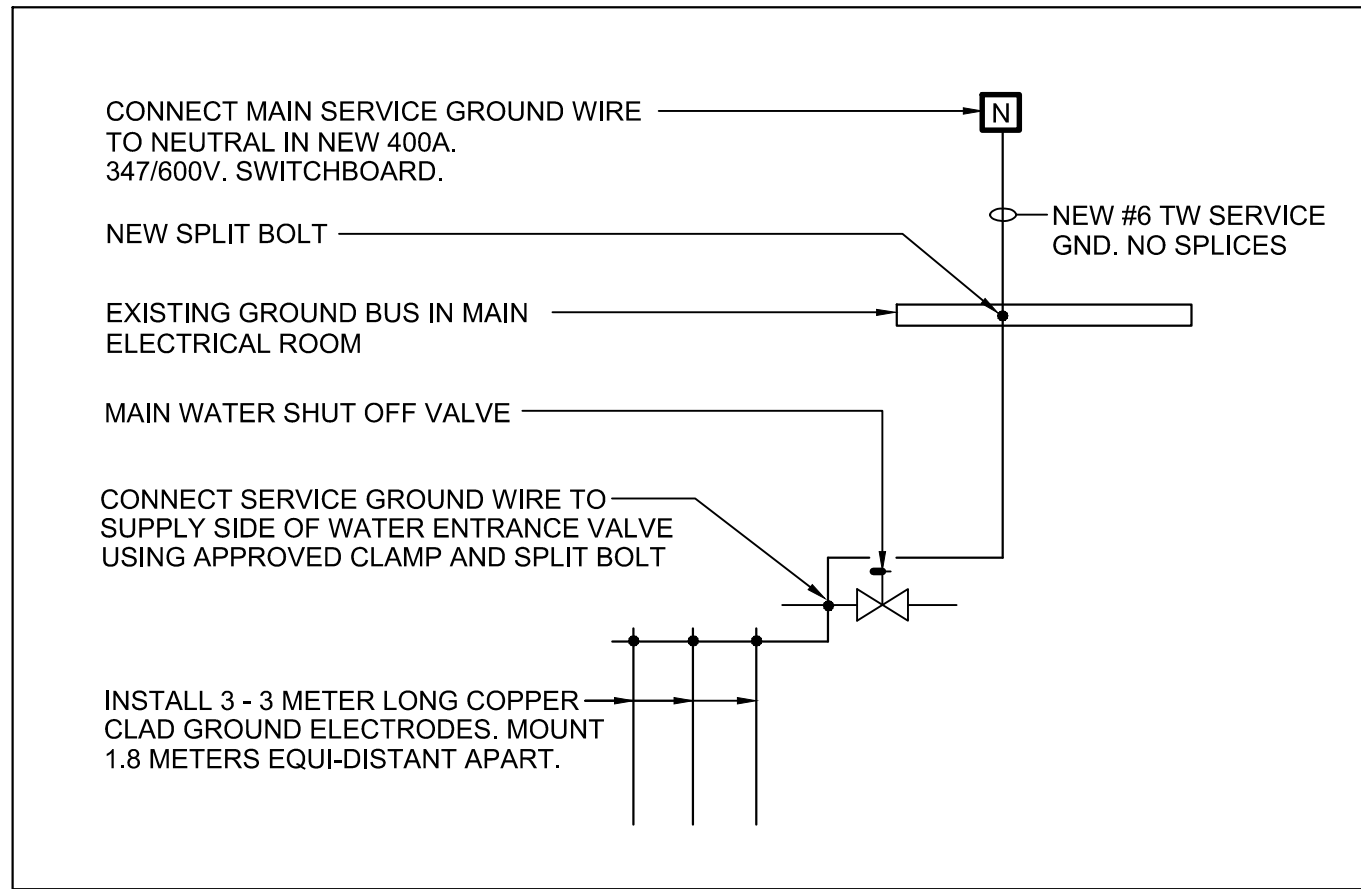 CONNECT MAIN SERVICE GROUND WIRE
TO NEUTRAL IN NEW 400A.
347/600V. SWITCHBOARD.
N
NEW #6 TW SERVICE
GND. NO SPLICES
NEW SPLIT BOLT
EXISTING GROUND BUS IN MAIN
ELECTRICAL ROOM
MAIN WATER SHUT OFF VALVE
CONNECT SERVICE GROUND WIRE TO
SUPPLY SIDE OF WATER ENTRANCE VALVE
USING APPROVED CLAMP AND SPLIT BOLT
INSTALL 3 - 3 METER LONG COPPER
CLAD GROUND ELECTRODES. MOUNT
1.8 METERS EQUI-DISTANT APART.